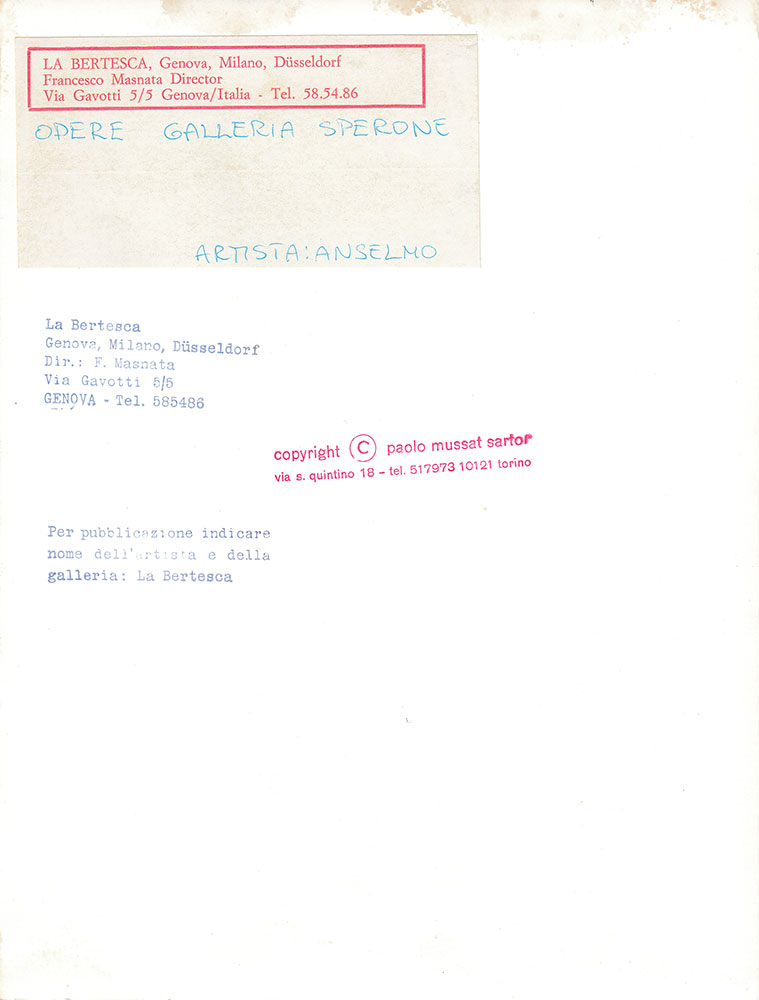 LA BERTESCA, Genova, Milano, Düsseldorf
Francesco Masnata Director
Via Gavotti 5/5 Genova/Italia - Tel. 58.54.86
OPERE GALLERIA SPERONE
ARTISTA: ANSELMO
La Bertesca
Genova, Milano, Düsseldorf
Dir.: F. Masnata
Via Gavotti 5/5
GENOVA - Tel. 585486
copyright © paolo mussat sartor
via s. quintino 18 - tel. 517973 10121 torino
Per pubblicazione indicare
nome dell'artista e della
galleria: La Bertesca